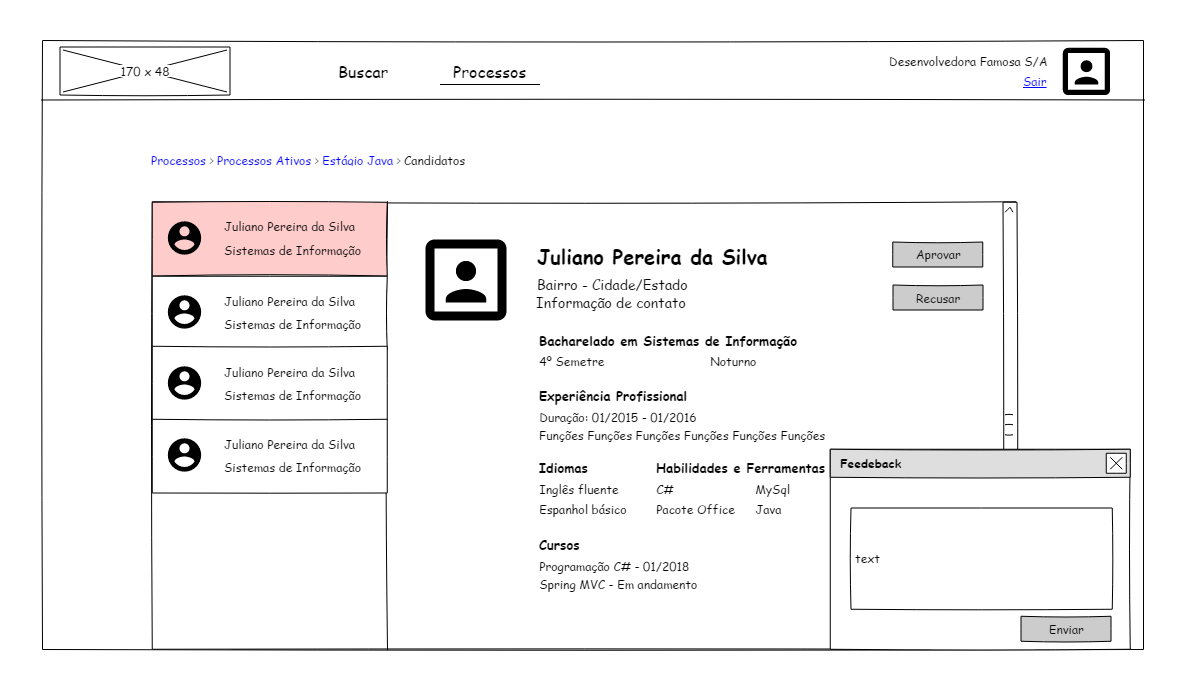 170 x 48
Buscar
Processos
Desenvolvedora Famosa S/A
Sair
Processos > Processos Ativos > Estágio Java > Candidatos
Juliano Pereira da Silva
Sistemas de Informação
Juliano Pereira da Silva
Sistemas de Informação
Juliano Pereira da Silva
Sistemas de Informação
Juliano Pereira da Silva
Sistemas de Informação
Juliano Pereira da Silva
Bairro - Cidade/Estado
Informação de contato
Aprovar
Recusar
Bacharelado em Sistemas de Informação
4º Semetre Noturno
Experiência Profissional
Duração: 01/2015 - 01/2016
Funções Funções Funções Funções Funções Funções
Idiomas
Inglês fluente
Espanhol básico
Habilidades e Ferramentas
C# MySql
Pacote Office Java
Cursos
Programação C# - 01/2018
Spring MVC - Em andamento
Feedeback
text
Enviar